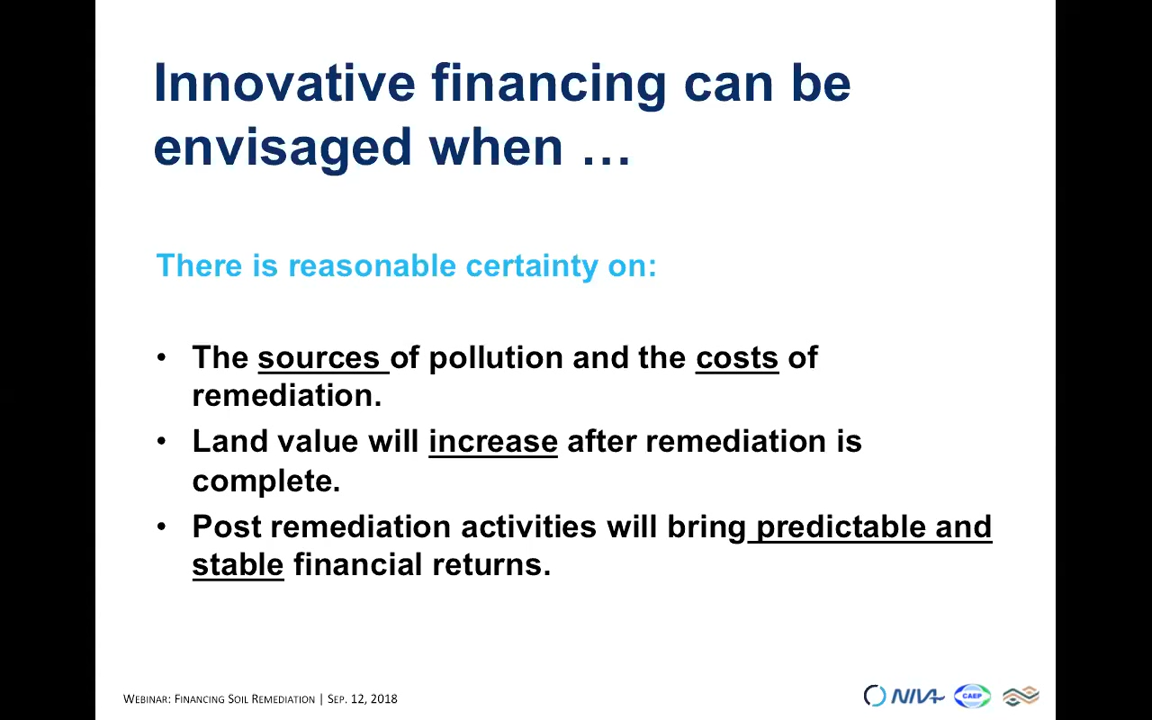 Innovative financing can be
envisaged when …
There is reasonable certainty on:
• The sources of pollution and the costs of
remediation.
• Land value will increase after remediation is
complete.
• Post remediation activities will bring predictable and
stable financial returns.
Webinar: Financing Soil Remediation | Sep. 12, 2018
NIVA
CAEP